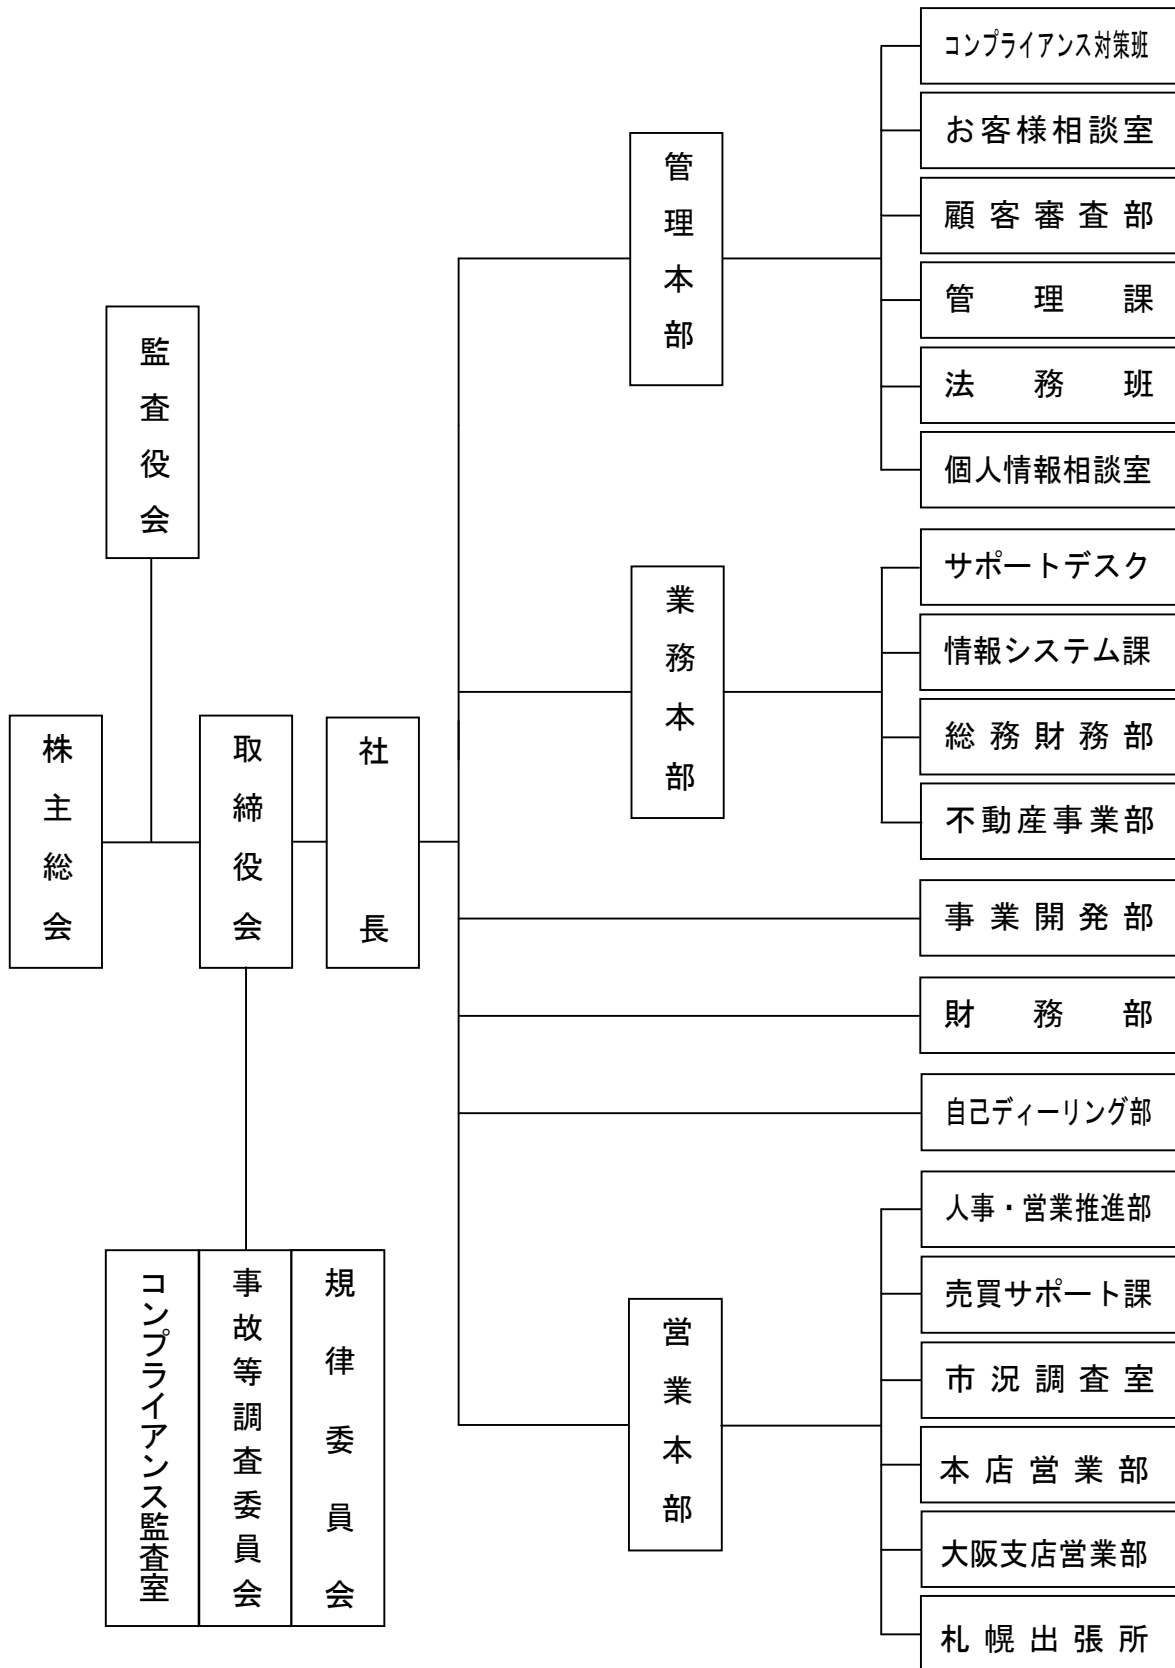 株主総会
監査役会
取締役会
社長
コンプライアンス監査室
事故等調査委員会
規律委員会
管理本部
コンプライアンス対策班
お客様相談室
顧客審査部
管理課
法務班
個人情報相談室
業務本部
サポートデスク
情報システム課
総務財務部
不動産事業部
事業開発部
財務部
自己ディーリング部
営業本部
人事・営業推進部
売買サポート課
市況調査室
本店営業部
大阪支店営業部
札幌出張所